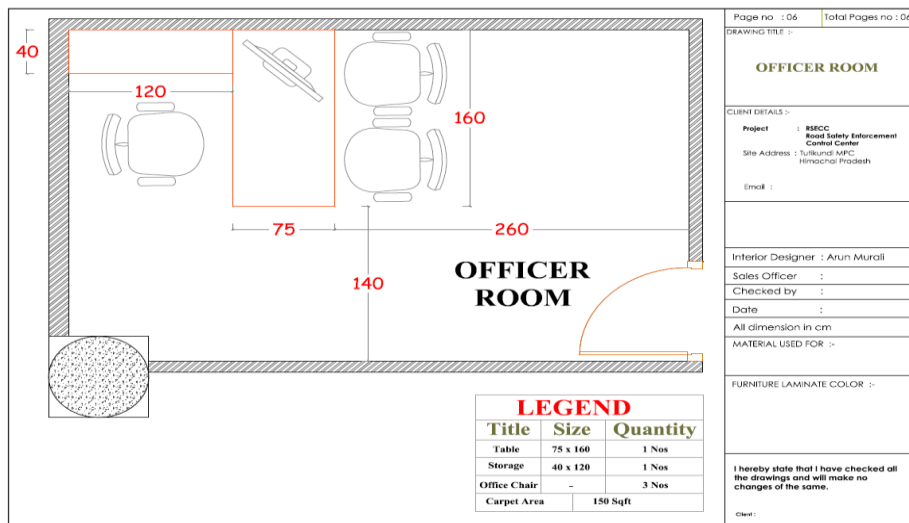 Page no : 06 Total Pages no : 06
DRAWING TITLE :-
OFFICER ROOM
CLIENT DETAILS :-
Project : RSECC
Road Safety Enforcement
Control Center
Site Address : Tutikundi MPC
Himachal Pradesh
Email :
Interior Designer : Arun Murali
Sales Officer :
Checked by :
Date :
All dimension in cm
MATERIAL USED FOR :-
FURNITURE LAMINATE COLOR :-
I hereby state that I have checked all
the drawings and will make no
changes of the same.
Client :
40
120
160
75
260
140
OFFICER
ROOM
LEGEND
Title Size Quantity
Table 75 x 160 1 Nos
Storage 40 x 120 1 Nos
Office Chair - 3 Nos
Carpet Area 150 Sqft